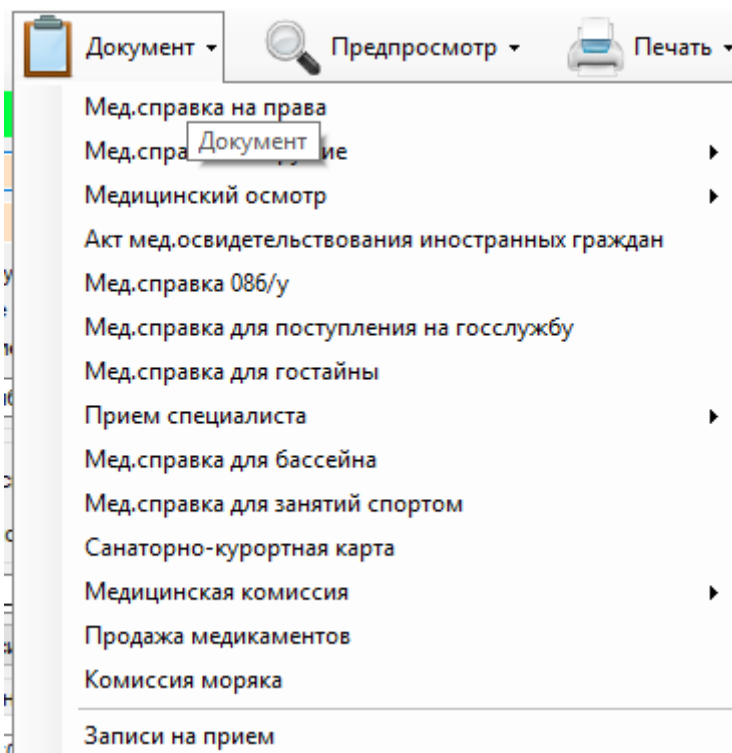 Документ Предпросмотр Печать
Мед.справка на права
Документ
Медицинский осмотр
Акт мед.освидетельствования иностранных граждан
Мед.справка 086/у
Мед.справка для поступления на госслужбу
Мед.справка для гостайны
Прием специалиста
Мед.справка для бассейна
Мед.справка для занятий спортом
Санаторно-курортная карта
Медицинская комиссия
Продажа медикаментов
Комиссия моряка
Записи на прием